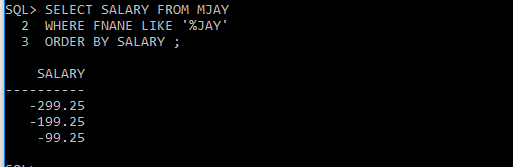 SQL> SELECT SALARY FROM MJAY
2 WHERE FNANE LIKE '%JAY'
3 ORDER BY SALARY ;
SALARY
----------
-299.25
-199.25
-99.25